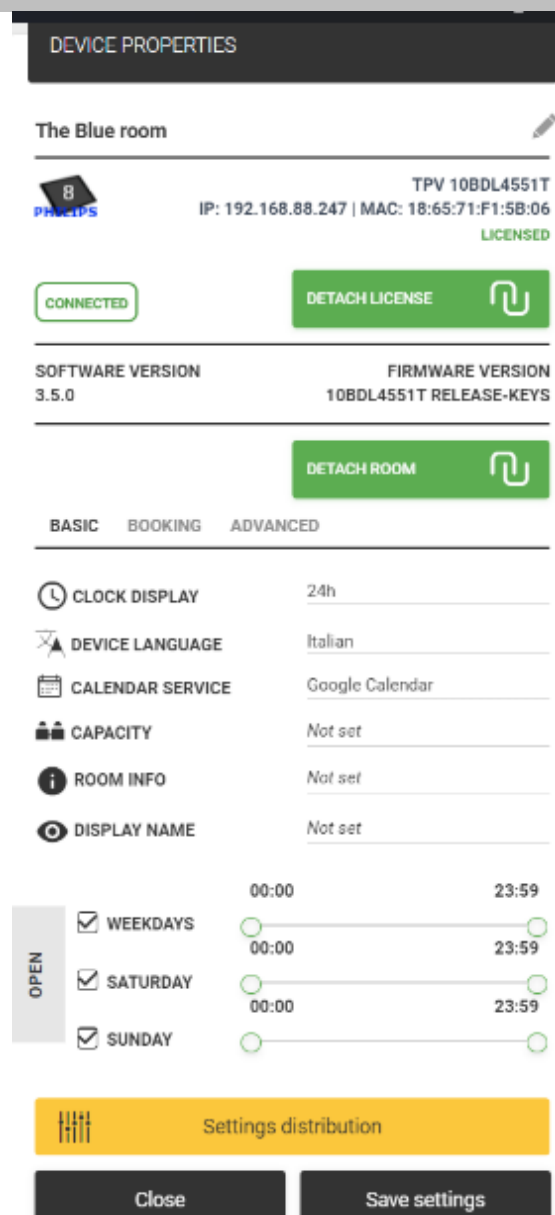 DEVICE PROPERTIES
The Blue room
8
PHILIPS
TPV 10BDL4551T
IP: 192.168.88.247 | MAC: 18:65:71:F1:5B:06
LICENSED
CONNECTED
DETACH LICENSE
SOFTWARE VERSION FIRMWARE VERSION
3.5.0 10BDL4551T RELEASE-KEYS
DETACH ROOM
BASIC BOOKING ADVANCED
CLOCK DISPLAY 24h
DEVICE LANGUAGE Italian
CALENDAR SERVICE Google Calendar
CAPACITY Not set
ROOM INFO Not set
DISPLAY NAME Not set
OPEN
00:00 23:59
WEEKDAYS
00:00 23:59
SATURDAY
00:00 23:59
SUNDAY
Settings distribution
Close Save settings